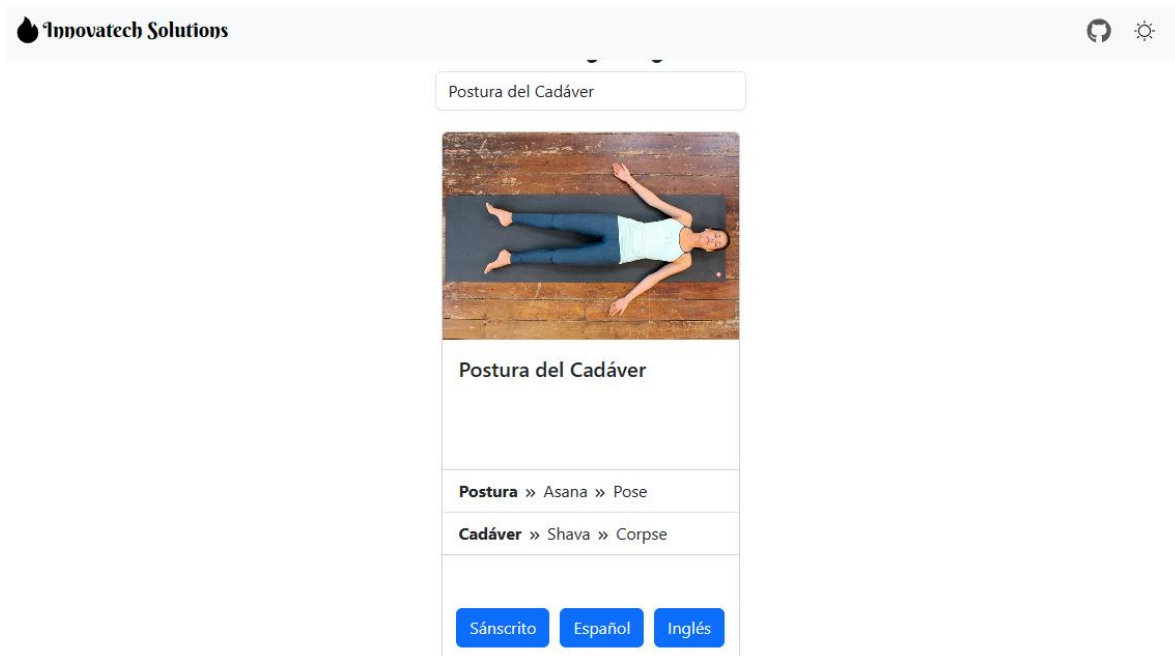 Innovatech Solutions
Postura del Cadáver
Postura del Cadáver
Postura » Asana » Pose
Cadáver » Shava » Corpse
Sánscrito Español Inglés